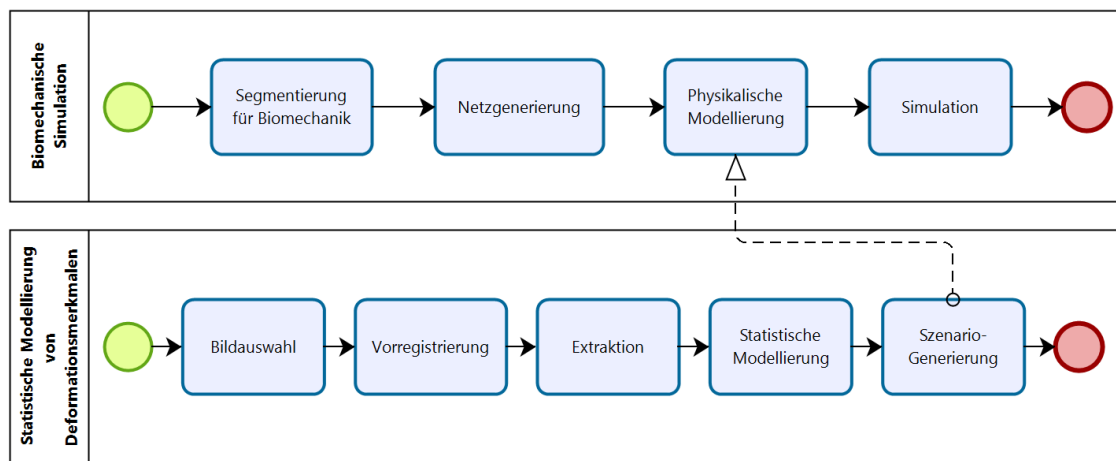 Biomechanische
Simulation
Segmentierung
für Biomechanik
Netzgenerierung
Physikalische
Modellierung
Simulation
Statistische Modellierung
von
Deformationsmerkmalen
Bildauswahl
Vorregistrierung
Extraktion
Statistische
Modellierung
Szenario-
Generierung